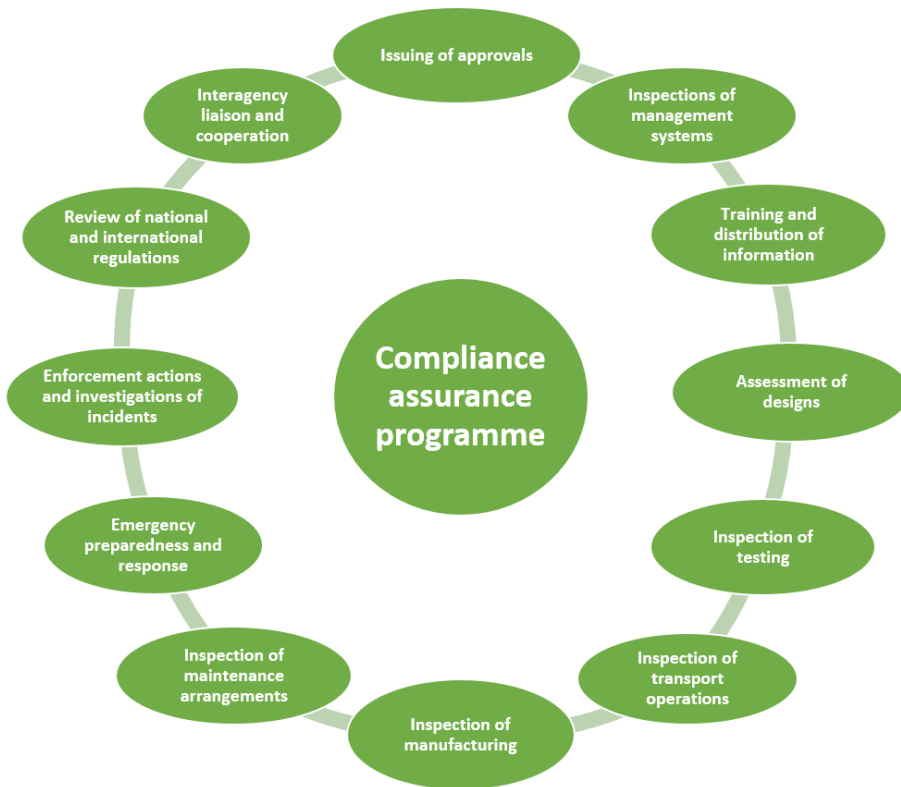 Issuing of approvals
Inspections of
management
systems
Training and
distribution of
information
Assessment of
designs
Inspection of
testing
Inspection of
transport
operations
Inspection of
manufacturing
Inspection of
maintenance
arrangements
Emergency
preparedness and
response
Enforcement actions
and investigations of
incidents
Review of national
and international
regulations
Interagency
liaison and
cooperation
Compliance
assurance
programme